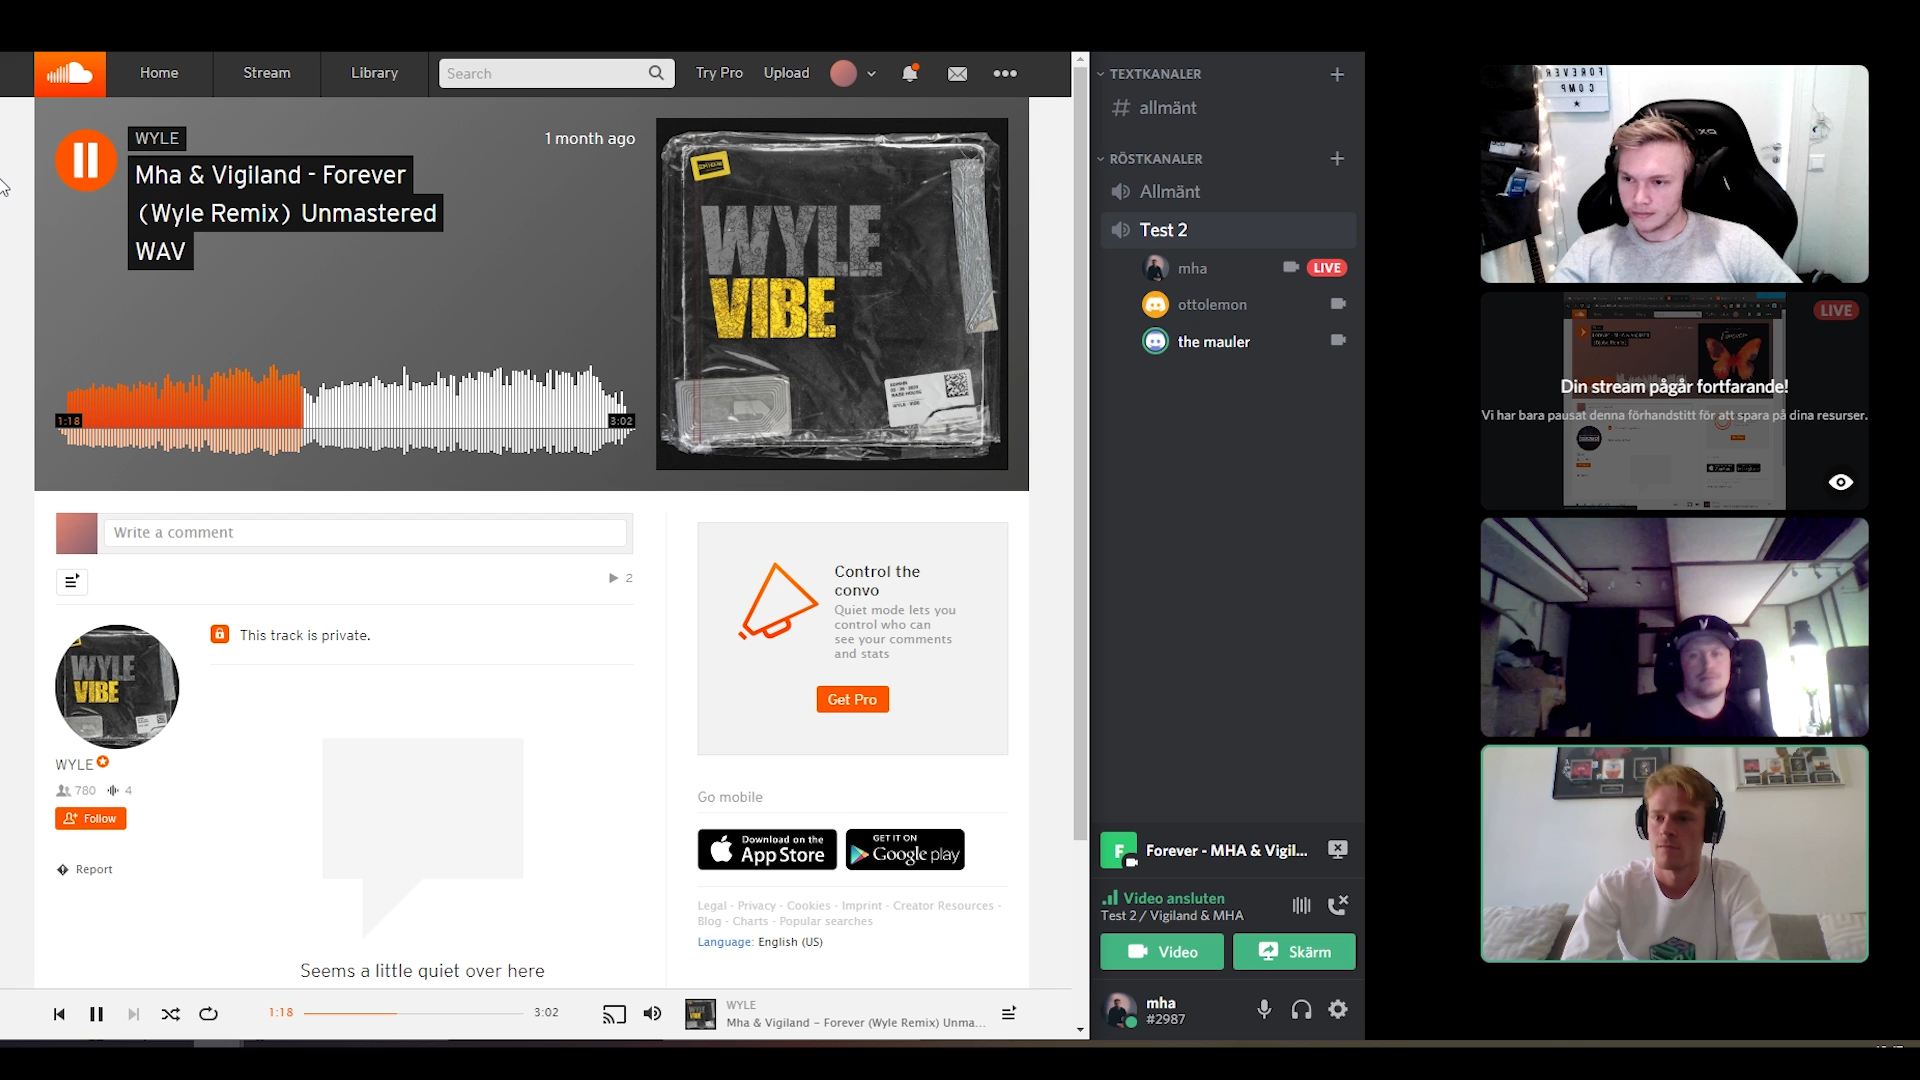 Home
Stream
Library
Search
Try Pro
Upload
WYLE
1 month ago
Mha & Vigiland - Forever
(Wyle Remix) Unmastered
WAV
WYLE
VIBE
1:18
3:02
Write a comment
2
This track is private.
WYLE
VIBE
WYLE
780
4
Follow
Report
Seems a little quiet over here
Control the
convo
Quiet mode lets you
control who can
see your comments
and stats
Get Pro
Go mobile
Download on the
App Store
GET IT ON
Google play
Legal - Privacy - Cookies - Imprint - Creator Resources -
Blog - Charts - Popular searches
Language: English (US)
1:18
3:02
WYLE
Mha & Vigiland – Forever (Wyle Remix) Unma...
TEXTKANALER
allmänt
RÖSTKANALER
Allmänt
Test 2
mha
LIVE
ottolemon
the mauler
F
Forever - MHA & Vigil...
Video ansluten
Test 2 / Vigiland & MHA
Video
Skärm
mha
#2987
FOREVER
COMP
LIVE
Din stream pågår fortfarande!
Vi har bara pausat denna förhandstitt för att spara på dina resurser.